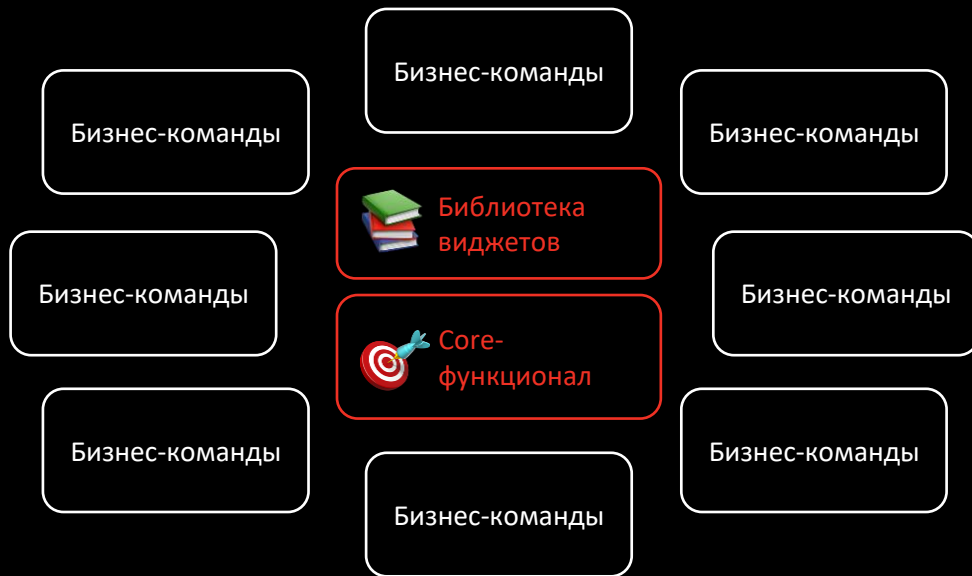 Бизнес-команды
Бизнес-команды
Бизнес-команды
Библиотека
виджетов
Бизнес-команды
Бизнес-команды
Core-
функционал
Бизнес-команды
Бизнес-команды
Бизнес-команды